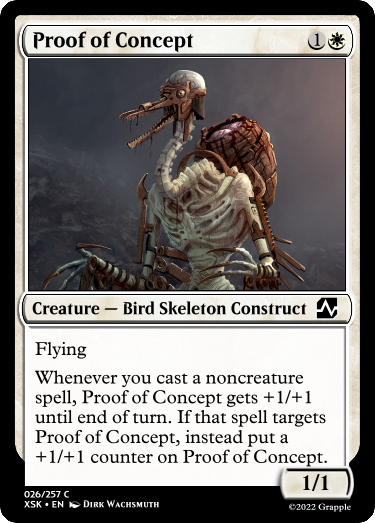 Proof of Concept 1
Creature — Bird Skeleton Construct
Flying
Whenever you cast a noncreature
spell, Proof of Concept gets +1/+1
until end of turn. If that spell targets
Proof of Concept, instead put a
+1/+1 counter on Proof of Concept.
1/1
026/257 C
XSK • EN Dirk Wachsmuth
©2022 Grapple